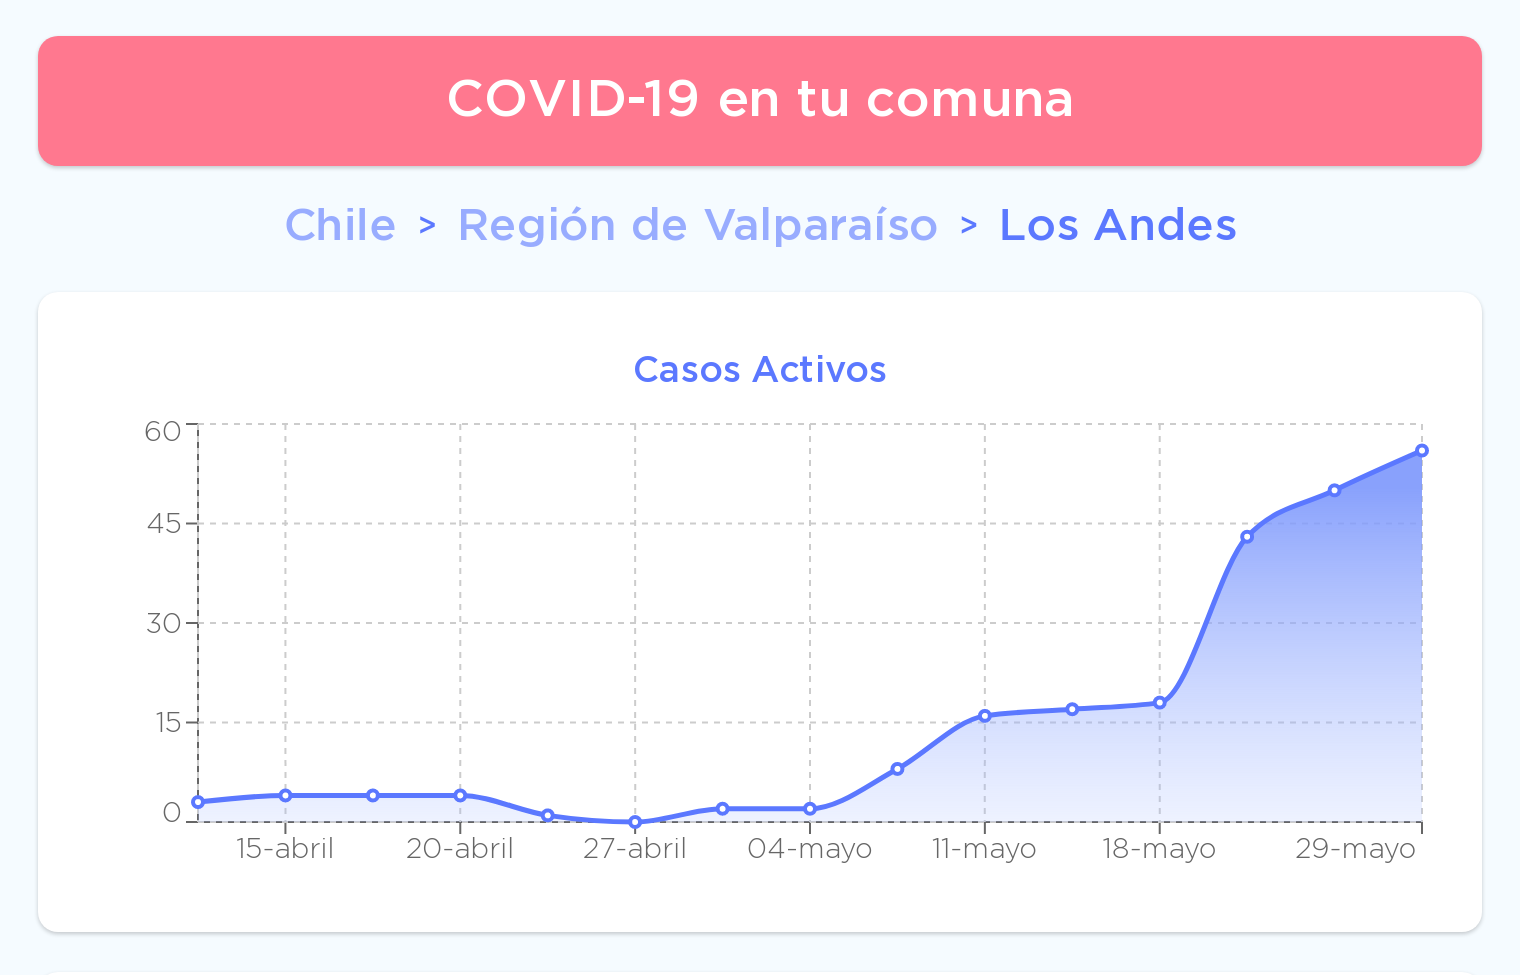 COVID-19 en tu comuna
Chile > Región de Valparaíso > Los Andes
Casos Activos
60
45
30
15
0
15-abril 20-abril 27-abril 04-mayo 11-mayo 18-mayo 29-mayo